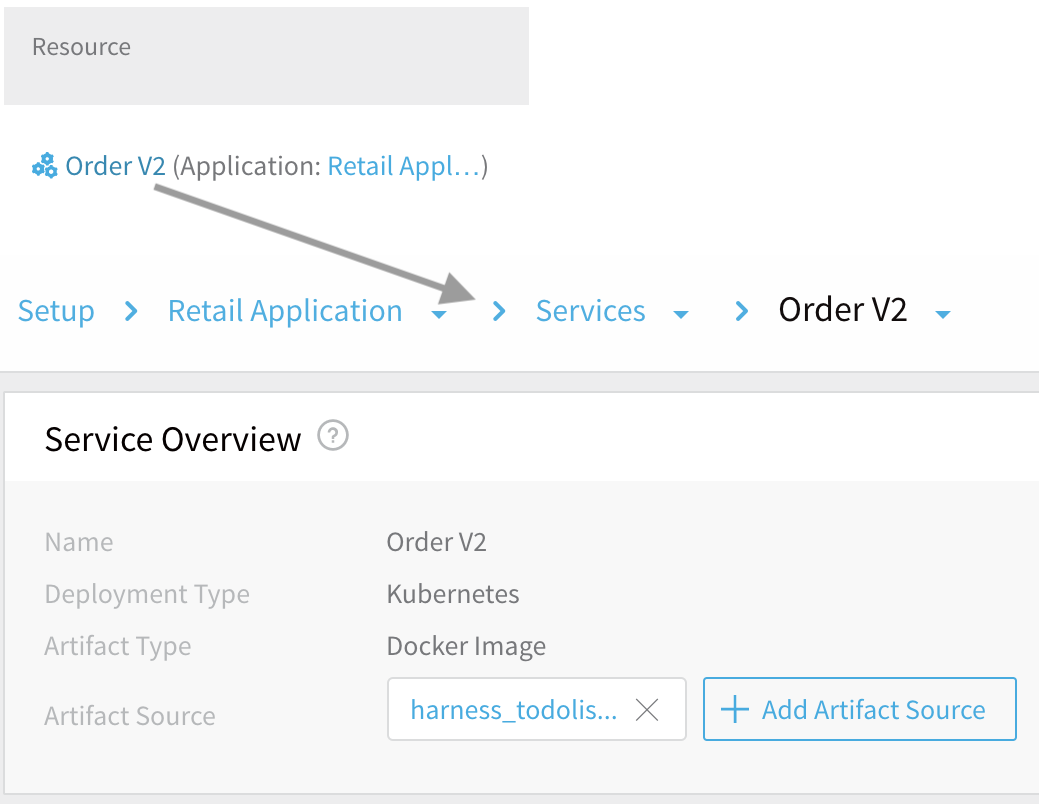 Resource
Order V2 (Application: Retail Appl...)
Setup > Retail Application > Services > Order V2
Service Overview ?
Name Order V2
Deployment Type Kubernetes
Artifact Type Docker Image
Artifact Source harness_todolis... + Add Artifact Source